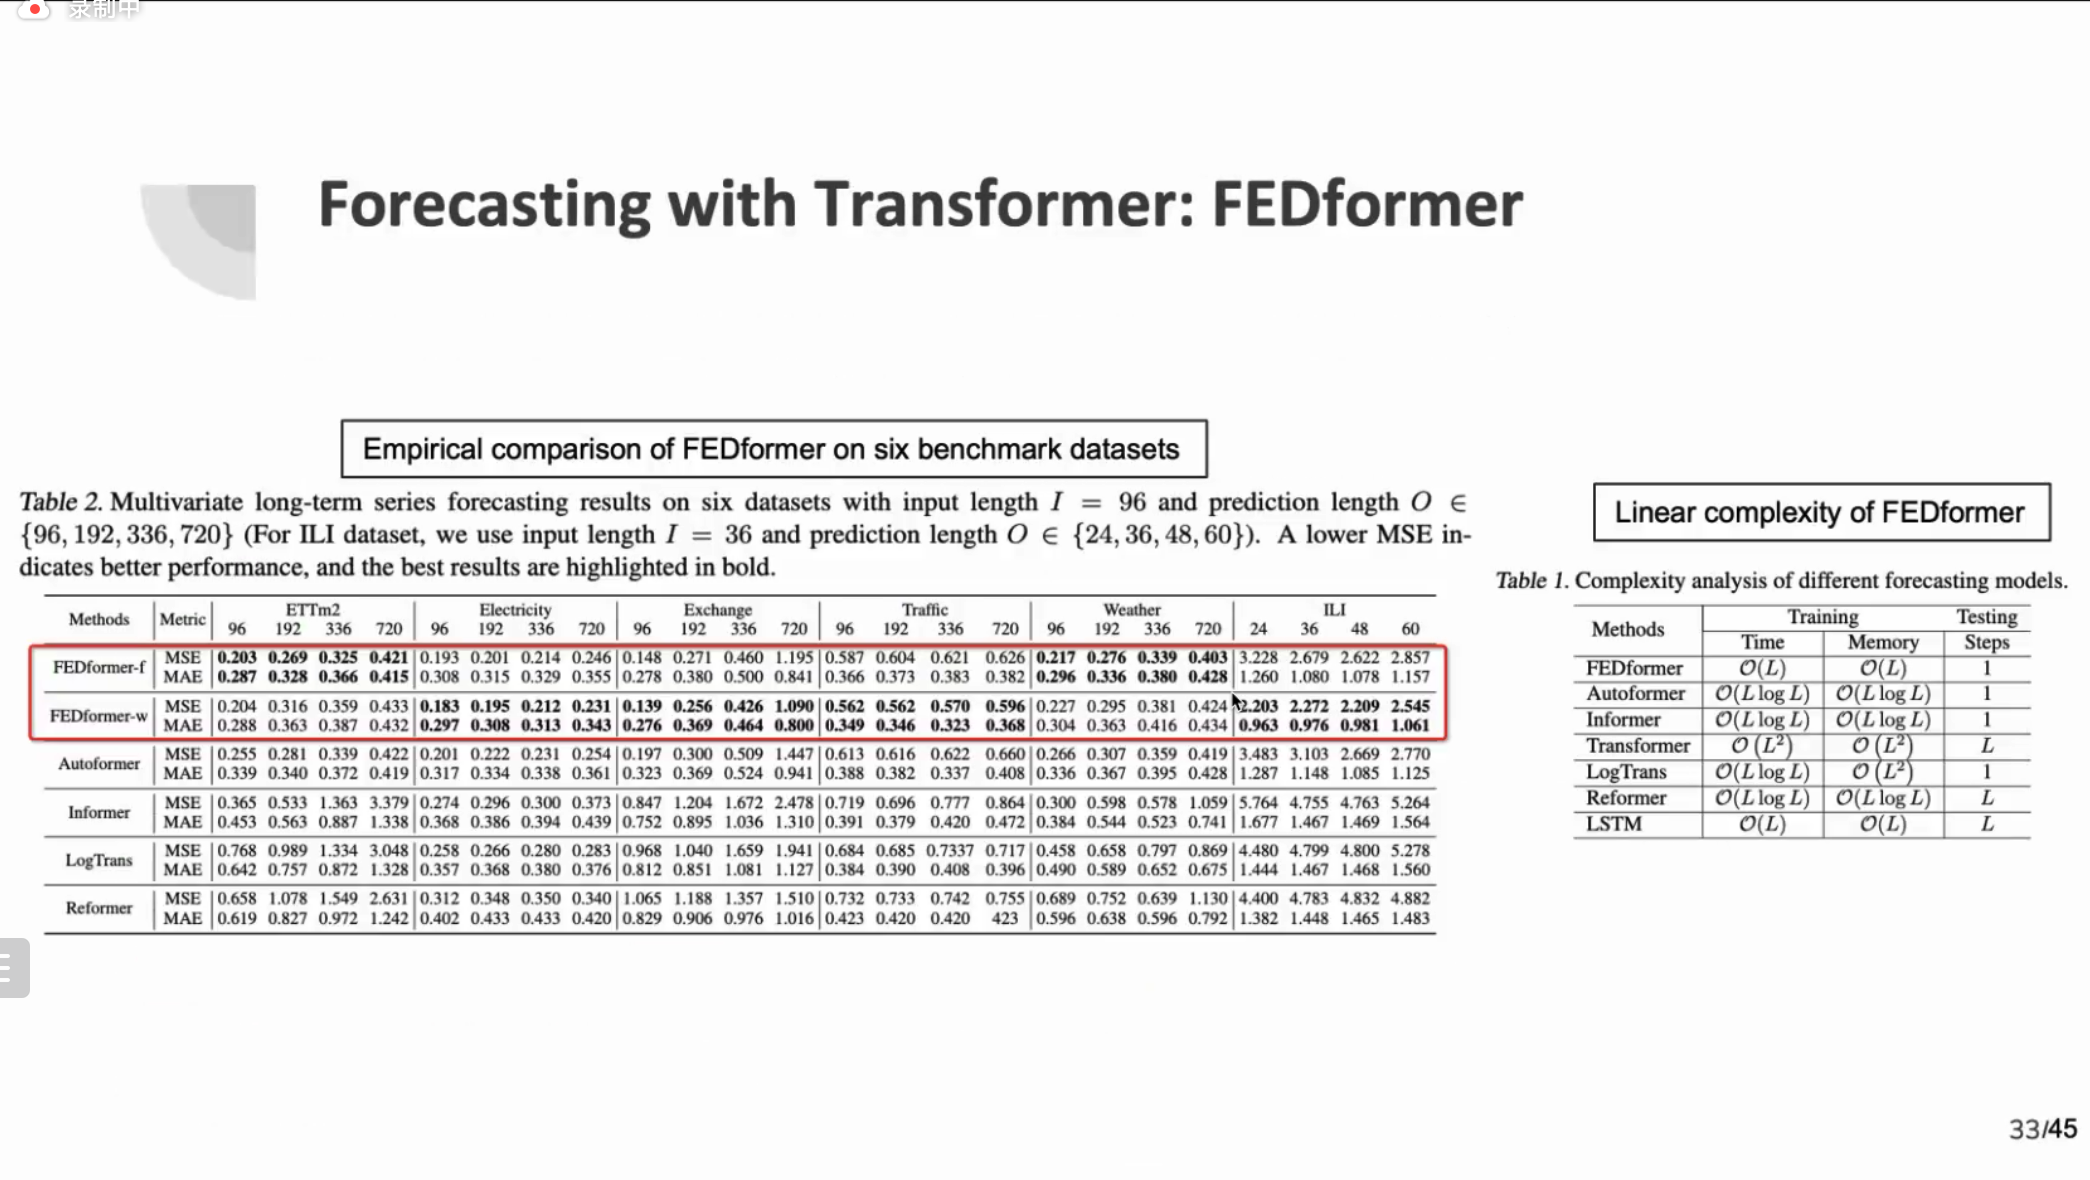 录制中
Forecasting with Transformer: FEDformer
Empirical comparison of FEDformer on six benchmark datasets
Table 2. Multivariate long-term series forecasting results on six datasets with input length I = 96 and prediction length O ∈
{96, 192, 336, 720} (For ILI dataset, we use input length I = 36 and prediction length O ∈ {24, 36, 48, 60}). A lower MSE in-
dicates better performance, and the best results are highlighted in bold.
Methods Metric ETTm2 Electricity Exchange Traffic Weather ILI
96 192 336 720 96 192 336 720 96 192 336 720 96 192 336 720 96 192 336 720 24 36 48 60
FEDformer-f MSE 0.203 0.269 0.325 0.421 0.193 0.201 0.214 0.246 0.148 0.271 0.460 1.195 0.587 0.604 0.621 0.626 0.217 0.276 0.339 0.403 3.228 2.679 2.622 2.857
MAE 0.287 0.328 0.366 0.415 0.308 0.315 0.329 0.355 0.278 0.380 0.500 0.841 0.366 0.373 0.383 0.382 0.296 0.336 0.380 0.428 1.260 1.080 1.078 1.157
FEDformer-w MSE 0.204 0.316 0.359 0.433 0.183 0.195 0.212 0.231 0.139 0.256 0.426 1.090 0.562 0.562 0.570 0.596 0.227 0.295 0.381 0.424 2.203 2.272 2.209 2.545
MAE 0.288 0.363 0.387 0.432 0.297 0.308 0.313 0.343 0.276 0.369 0.464 0.800 0.349 0.346 0.323 0.368 0.304 0.363 0.416 0.434 0.963 0.976 0.981 1.061
Autoformer MSE 0.255 0.281 0.339 0.422 0.201 0.222 0.231 0.254 0.197 0.300 0.509 1.447 0.613 0.616 0.622 0.660 0.266 0.307 0.359 0.419 3.483 3.103 2.669 2.770
MAE 0.339 0.340 0.372 0.419 0.317 0.334 0.338 0.361 0.323 0.369 0.524 0.941 0.388 0.382 0.337 0.408 0.336 0.367 0.395 0.428 1.287 1.148 1.085 1.125
Informer MSE 0.365 0.533 1.363 3.379 0.274 0.296 0.300 0.373 0.847 1.204 1.672 2.478 0.719 0.696 0.777 0.864 0.300 0.598 0.578 1.059 5.764 4.755 4.763 5.264
MAE 0.453 0.563 0.887 1.338 0.368 0.386 0.394 0.439 0.752 0.895 1.036 1.310 0.391 0.379 0.420 0.472 0.384 0.544 0.523 0.741 1.677 1.467 1.469 1.564
LogTrans MSE 0.768 0.989 1.334 3.048 0.258 0.266 0.280 0.283 0.968 1.040 1.659 1.941 0.684 0.685 0.7337 0.717 0.458 0.658 0.797 0.869 4.480 4.799 4.800 5.278
MAE 0.642 0.757 0.872 1.328 0.357 0.368 0.380 0.376 0.812 0.851 1.081 1.127 0.384 0.390 0.408 0.396 0.490 0.589 0.652 0.675 1.444 1.467 1.468 1.560
Reformer MSE 0.658 1.078 1.549 2.631 0.312 0.348 0.350 0.340 1.065 1.188 1.357 1.510 0.732 0.733 0.742 0.755 0.689 0.752 0.639 1.130 4.400 4.783 4.832 4.882
MAE 0.619 0.827 0.972 1.242 0.402 0.433 0.433 0.420 0.829 0.906 0.976 1.016 0.423 0.420 0.420 423 0.596 0.638 0.596 0.792 1.382 1.448 1.465 1.483
Linear complexity of FEDformer
Table 1. Complexity analysis of different forecasting models.
Methods Training Testing
Time Memory Steps
FEDformer O(L) O(L) 1
Autoformer O(L log L) O(L log L) 1
Informer O(L log L) O(L log L) 1
Transformer O (L²) O (L²) L
LogTrans O(L log L) O (L²) 1
Reformer O(L log L) O(L log L) L
LSTM O(L) O(L) L
33/45